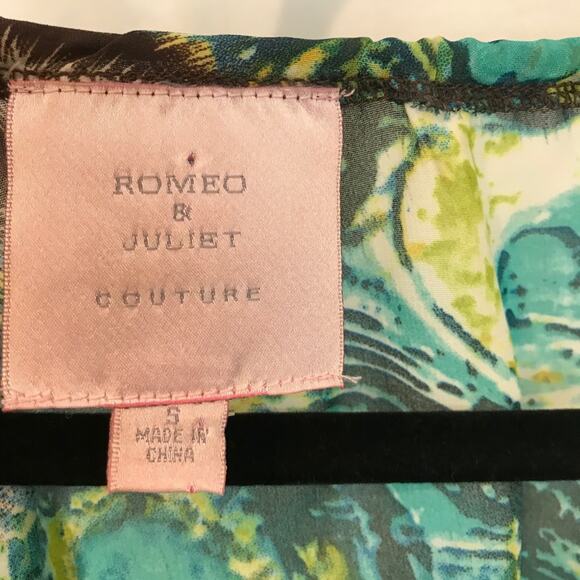 ROMEO
&
JULIET
COUTURE
S
MADE IN
CHINA